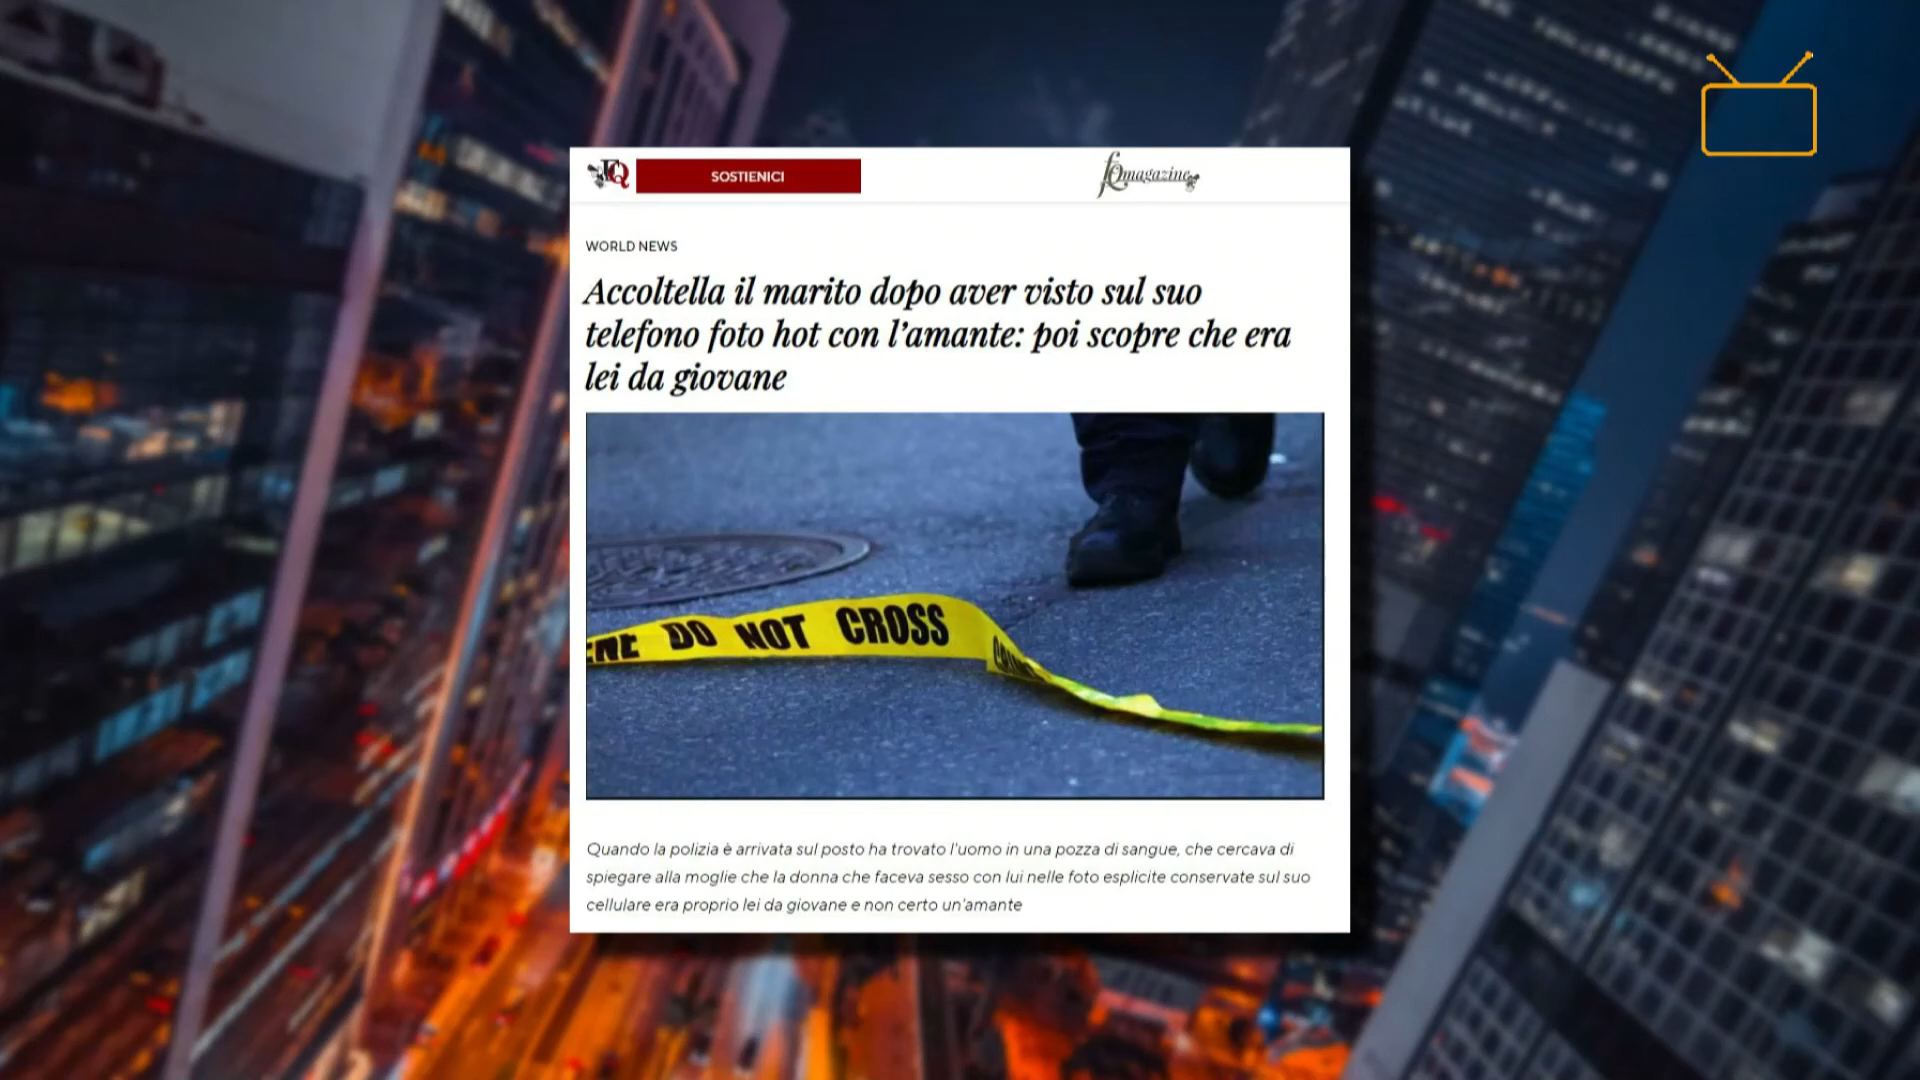 FQ
SOSTIENICI
fQmagazine
WORLD NEWS
Accoltella il marito dopo aver visto sul suo
telefono foto hot con l’amante: poi scopre che era
lei da giovane
DO NOT CROSS
Quando la polizia è arrivata sul posto ha trovato l'uomo in una pozza di sangue, che cercava di
spiegare alla moglie che la donna che faceva sesso con lui nelle foto esplicite conservate sul suo
cellulare era proprio lei da giovane e non certo un'amante